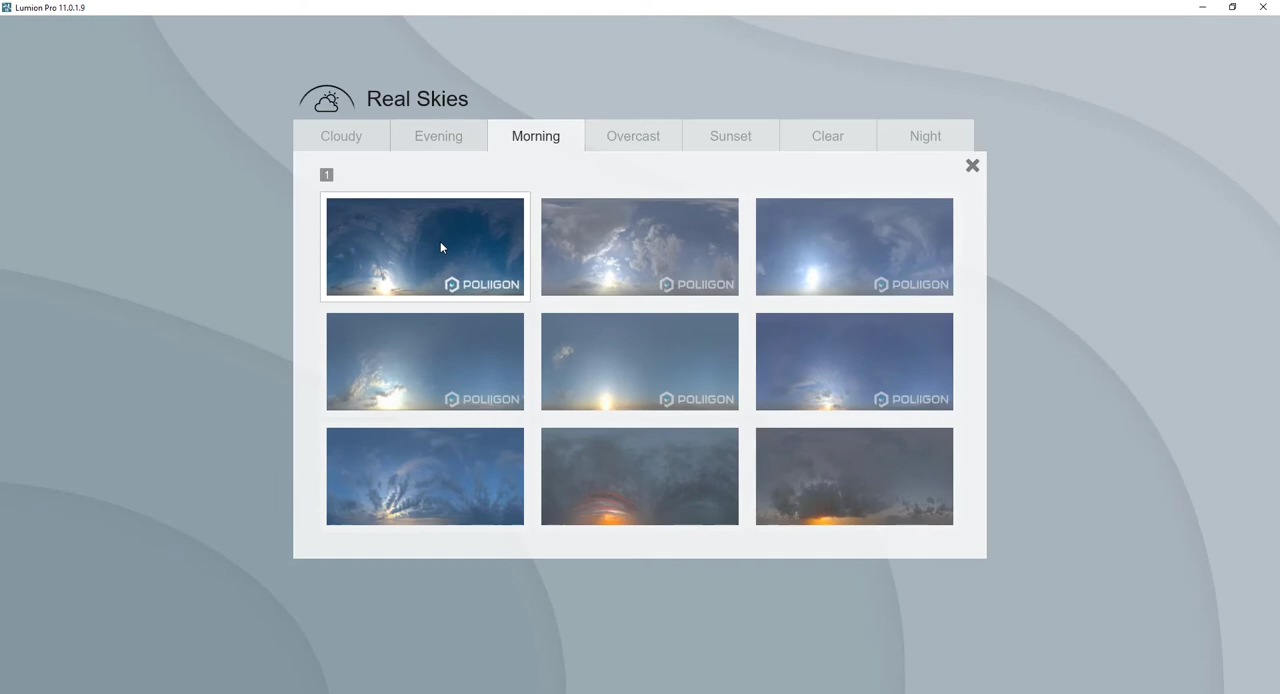 Lumion Pro 11.0.1.9
Real Skies
Cloudy Evening Morning Overcast Sunset Clear Night
1
POLIIGON POLIIGON POLIIGON
POLIIGON POLIIGON POLIIGON